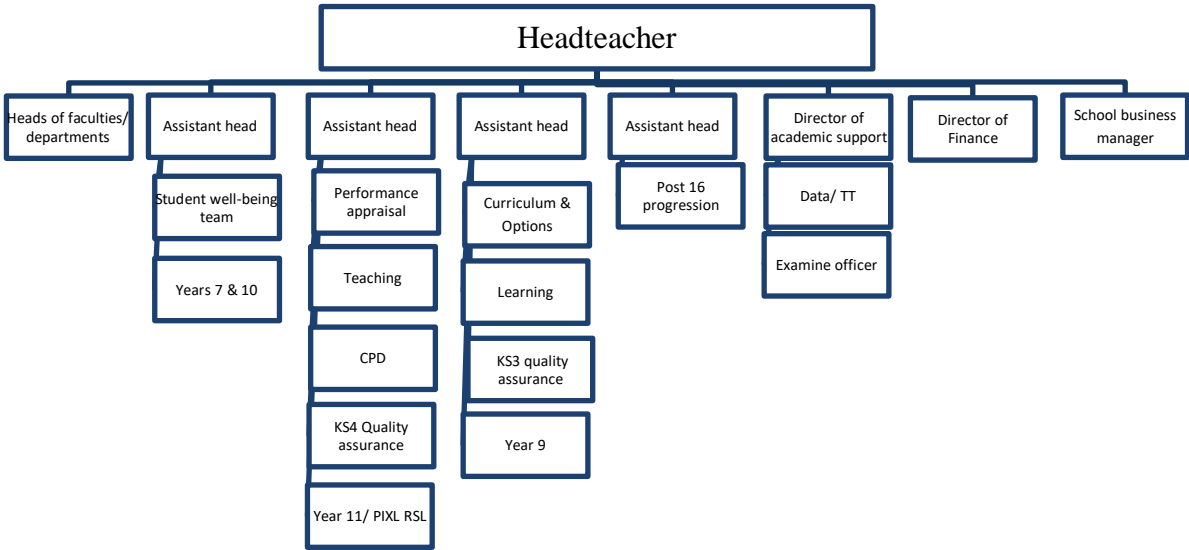 Headteacher
Heads of faculties/
departments
Assistant head
Assistant head
Assistant head
Assistant head
Director of
academic support
Director of
Finance
School business
manager
Student well-being
team
Years 7 & 10
Performance
appraisal
Teaching
CPD
KS4 Quality
assurance
Year 11/ PIXL RSL
Curriculum &
Options
Learning
KS3 quality
assurance
Year 9
Post 16
progression
Data/ TT
Examine officer